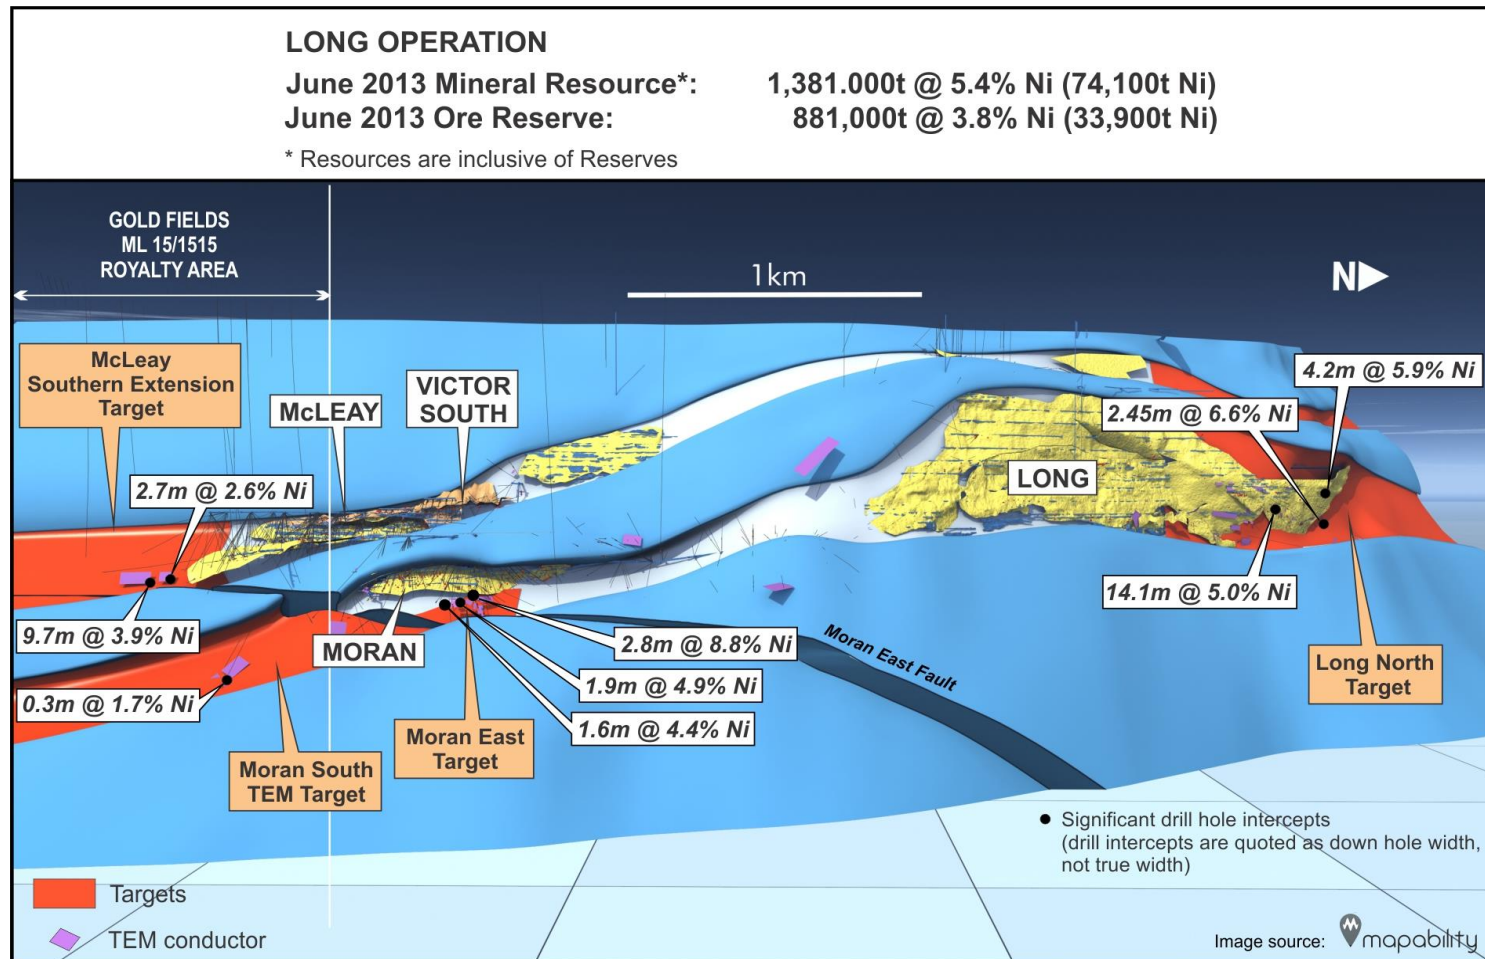 LONG OPERATION
June 2013 Mineral Resource*: 1,381.000t @ 5.4% Ni (74,100t Ni)
June 2013 Ore Reserve: 881,000t @ 3.8% Ni (33,900t Ni)
* Resources are inclusive of Reserves
GOLD FIELDS
ML 15/1515
ROYALTY AREA
1km
N
McLeay
Southern Extension
Target
McLEAY
VICTOR
SOUTH
4.2m @ 5.9% Ni
2.45m @ 6.6% Ni
2.7m @ 2.6% Ni
LONG
14.1m @ 5.0% Ni
9.7m @ 3.9% Ni
MORAN
2.8m @ 8.8% Ni
Moran East Fault
Long North
Target
0.3m @ 1.7% Ni
1.9m @ 4.9% Ni
1.6m @ 4.4% Ni
Moran East
Target
Moran South
TEM Target
Significant drill hole intercepts
(drill intercepts are quoted as down hole width,
not true width)
Targets
TEM conductor
Image source: mapability